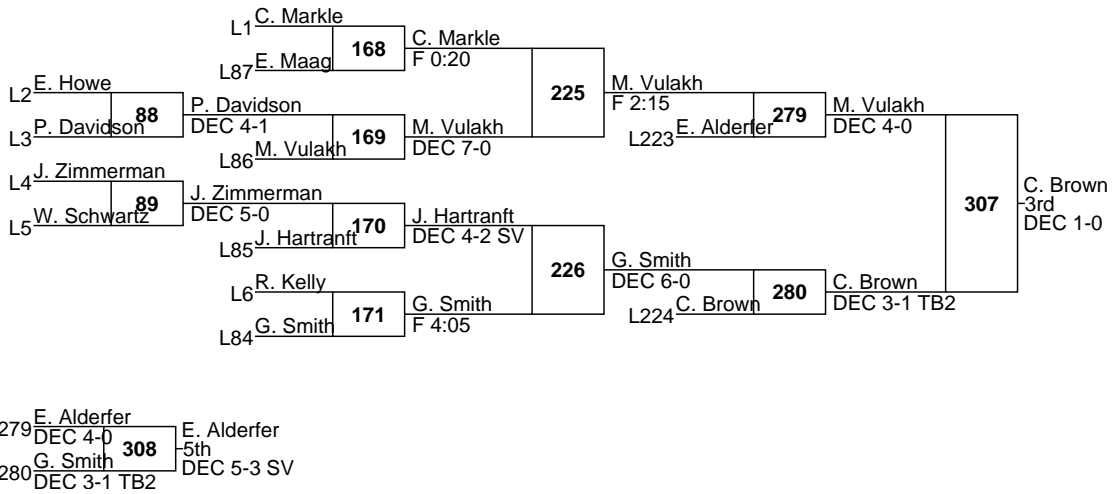 L1 C. Markle
168
C. Markle
F 0:20
L87 E. Maag
L2 E. Howe
88
P. Davidson
DEC 4-1
L3 P. Davidson
169
M. Vulakh
DEC 7-0
L86 M. Vulakh
225
M. Vulakh
F 2:15
L4 J. Zimmerman
89
J. Zimmerman
DEC 5-0
L5 W. Schwartz
170
J. Hartranft
DEC 4-2 SV
L85 J. Hartranft
226
G. Smith
DEC 6-0
L6 R. Kelly
171
G. Smith
F 4:05
L84 G. Smith
279
M. Vulakh
DEC 4-0
L223 E. Alderfer
280
C. Brown
DEC 3-1 TB2
L224 C. Brown
307
C. Brown
3rd
DEC 1-0
279 E. Alderfer
DEC 4-0
308
E. Alderfer
5th
DEC 5-3 SV
280 G. Smith
DEC 3-1 TB2